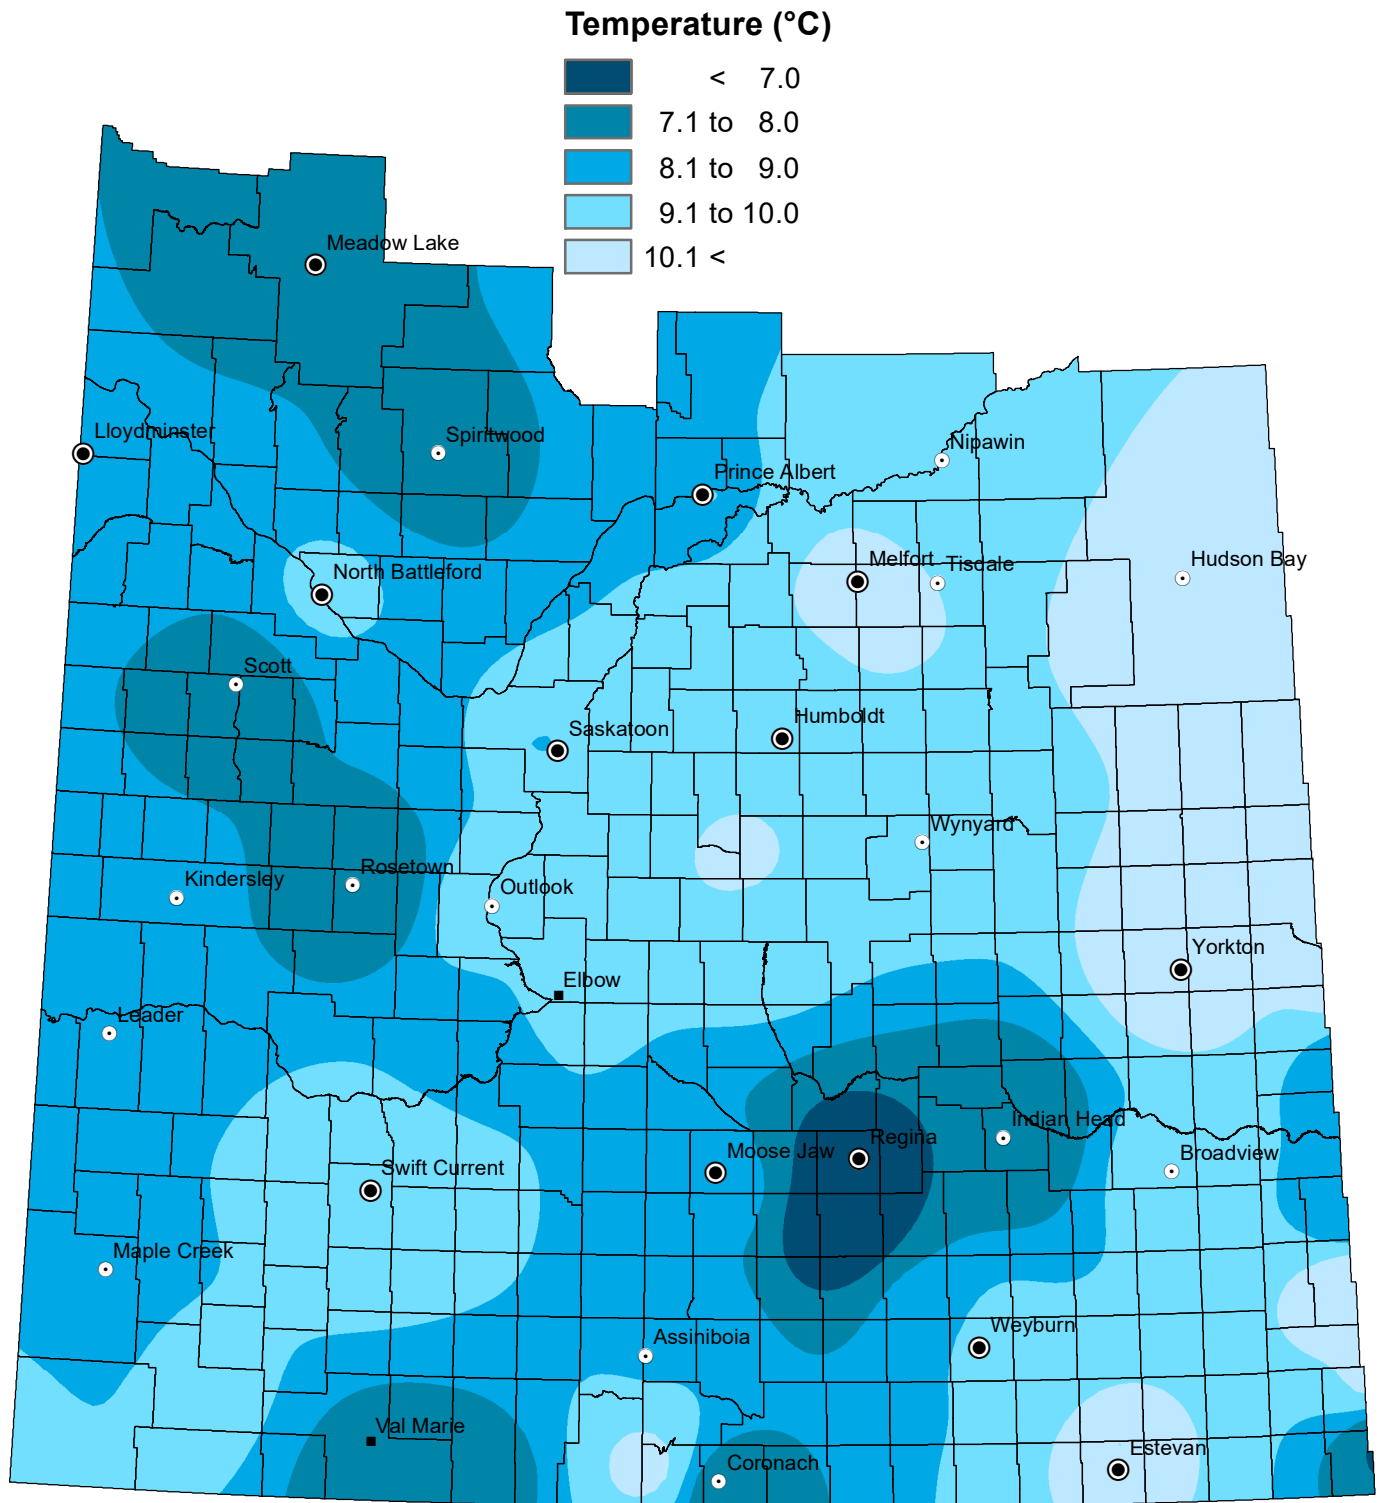 Temperature (°C)
< 7.0
7.1 to 8.0
8.1 to 9.0
9.1 to 10.0
10.1 <
Meadow Lake
Lloydminster
Spiritwood
Nipawin
Prince Albert
North Battleford
Melfort
Tisdale
Hudson Bay
Scott
Saskatoon
Humboldt
Wynyard
Kindersley
Rosetown
Outlook
Yorkton
Elbow
Leader
Indian Head
Regina
Moose Jaw
Broadview
Swift Current
Maple Creek
Assiniboia
Weyburn
Val Marie
Estevan
Coronach